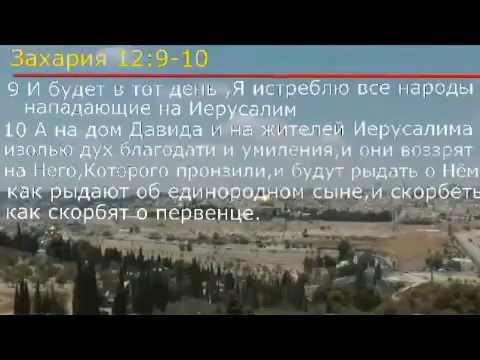 Захария 12:9-10
9 И будет в тот день ,Я истреблю все народы
нападающие на Иерусалим
10 А на дом Давида и на жителей Иерусалима
изолью дух благодати и умиления,и они воззрят
на Него,Которого пронзили,и будут рыдать о Нём
как рыдают об единородном сыне,и скорбеть
как скорбят о первенце.